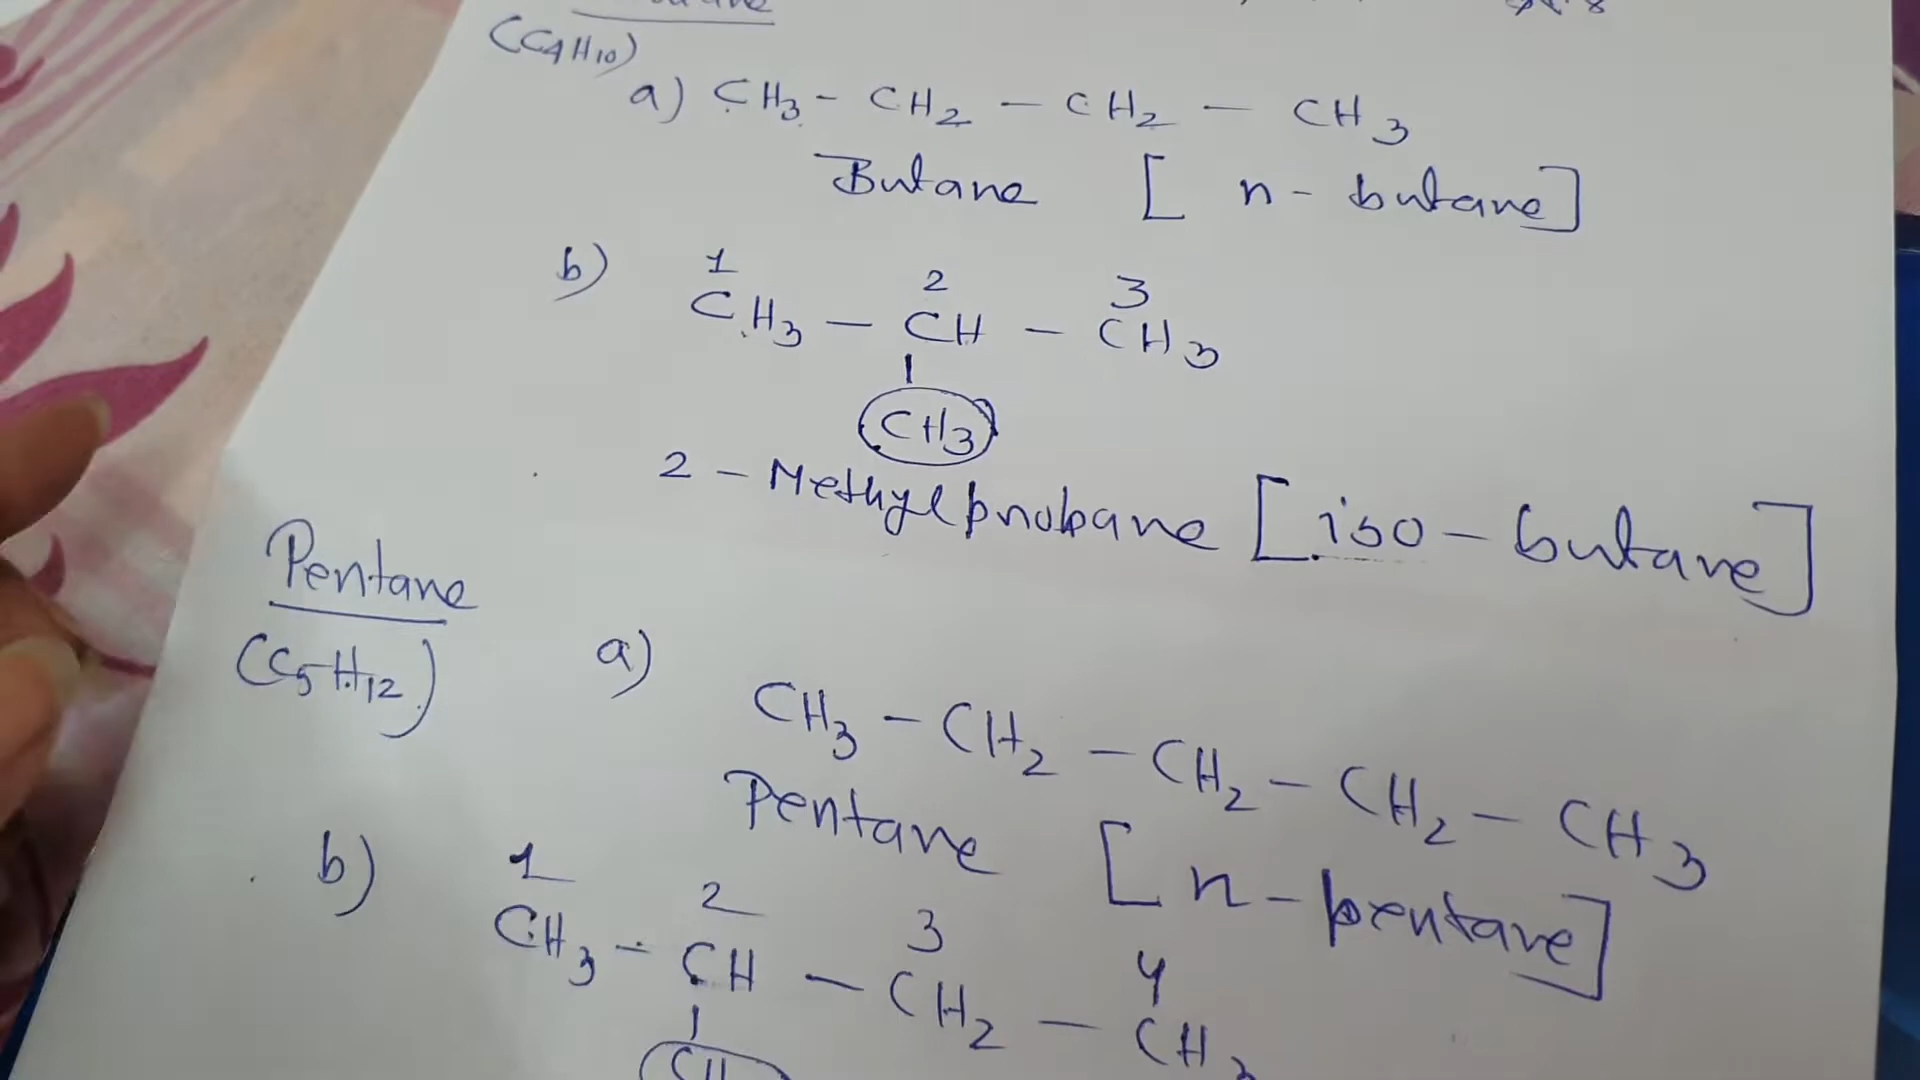 (C4H10)
a) CH3 - CH2 - CH2 - CH3
Butane [n-butane]
b) 1 2 3
CH3 - CH - CH3
|
CH3
2-Methylpropane [iso-butane]
Pentane
(C5H12)
a)
CH3 - CH2 - CH2 - CH2 - CH3
Pentane [n-pentane]
b) 1 2 3 4
CH3 - CH - CH2 - CH3
|